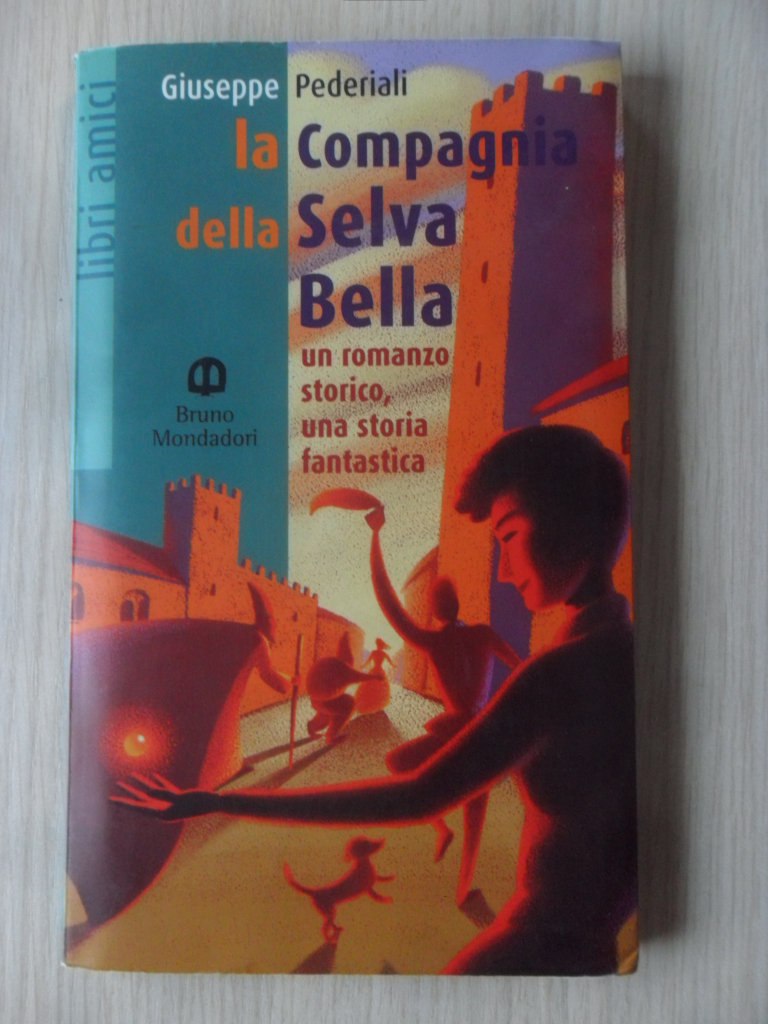 libri amici
Giuseppe Pederiali
la Compagnia
della Selva
Bella
un romanzo
storico,
una storia
fantastica
Bruno
Mondadori